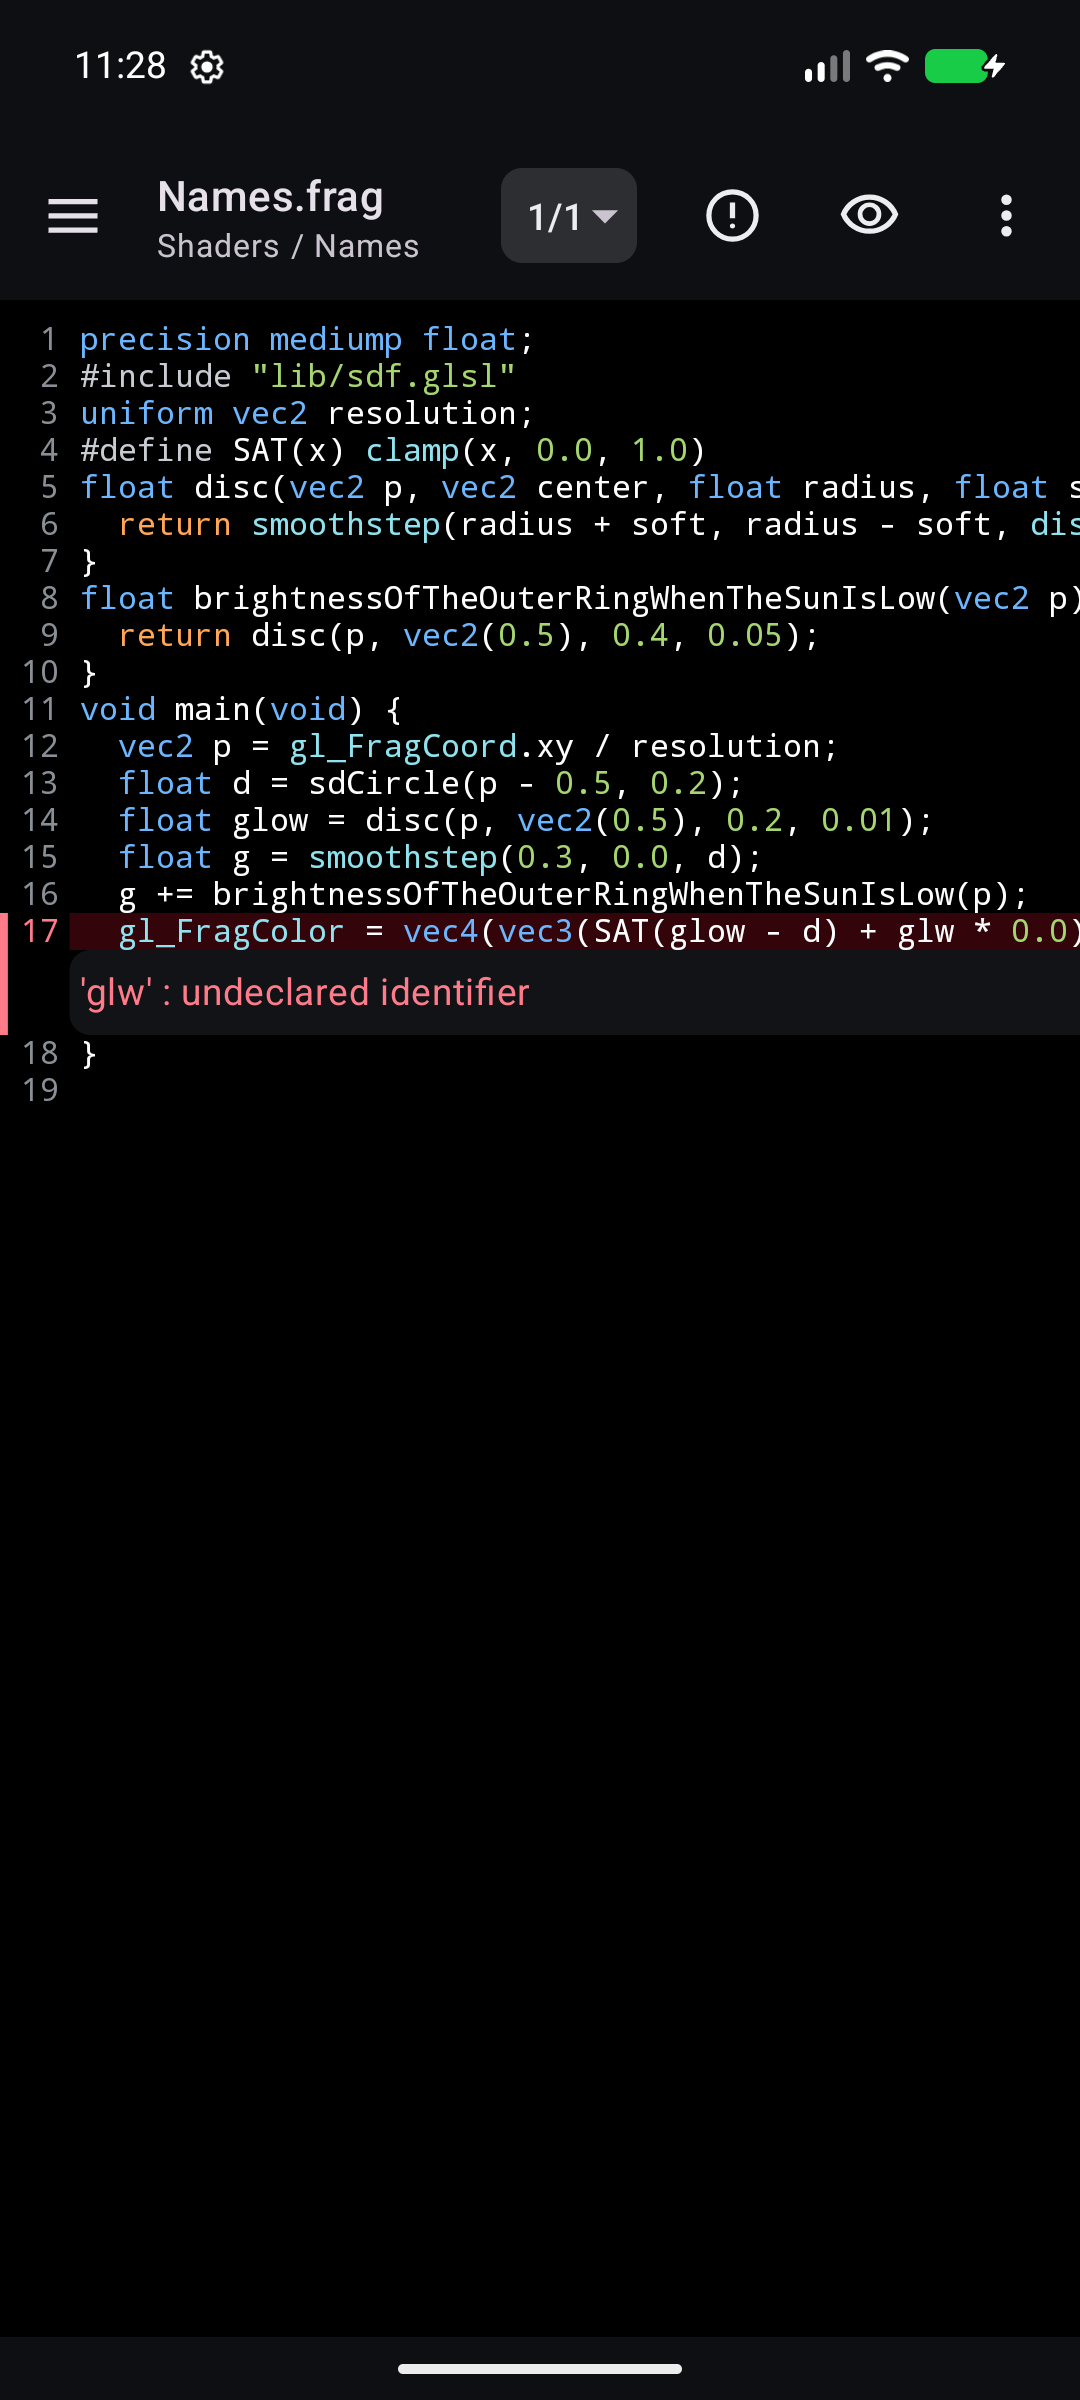 11:28
Names.frag
Shaders / Names
1/1
1 precision mediump float;
2 #include "lib/sdf.glsl"
3 uniform vec2 resolution;
4 #define SAT(x) clamp(x, 0.0, 1.0)
5 float disc(vec2 p, vec2 center, float radius, float s
6   return smoothstep(radius + soft, radius - soft, dis
7 }
8 float brightnessOfTheOuterRingWhenTheSunIsLow(vec2 p)
9   return disc(p, vec2(0.5), 0.4, 0.05);
10 }
11 void main(void) {
12   vec2 p = gl_FragCoord.xy / resolution;
13   float d = sdCircle(p - 0.5, 0.2);
14   float glow = disc(p, vec2(0.5), 0.2, 0.01);
15   float g = smoothstep(0.3, 0.0, d);
16   g += brightnessOfTheOuterRingWhenTheSunIsLow(p);
17   gl_FragColor = vec4(vec3(SAT(glow - d) + glw * 0.0)
'glw' : undeclared identifier
18 }
19